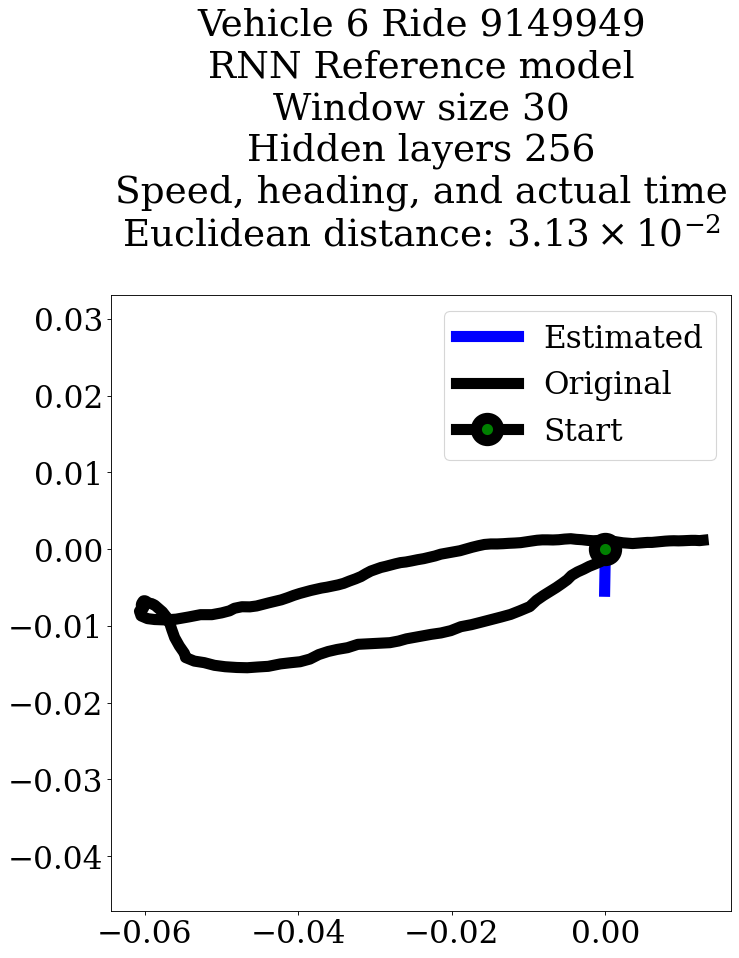 Vehicle 6 Ride 9149949
RNN Reference model
Window size 30
Hidden layers 256
Speed, heading, and actual time
Euclidean distance: 3.13 × 10⁻²
Estimated
Original
Start
0.03
0.02
0.01
0.00
−0.01
−0.02
−0.03
−0.04
−0.06 −0.04 −0.02 0.00